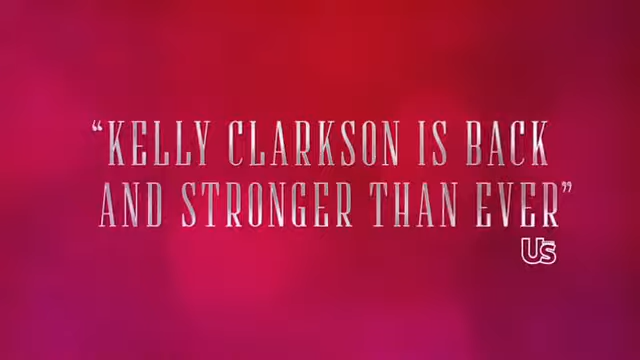 “KELLY CLARKSON IS BACK
AND STRONGER THAN EVER”
Us